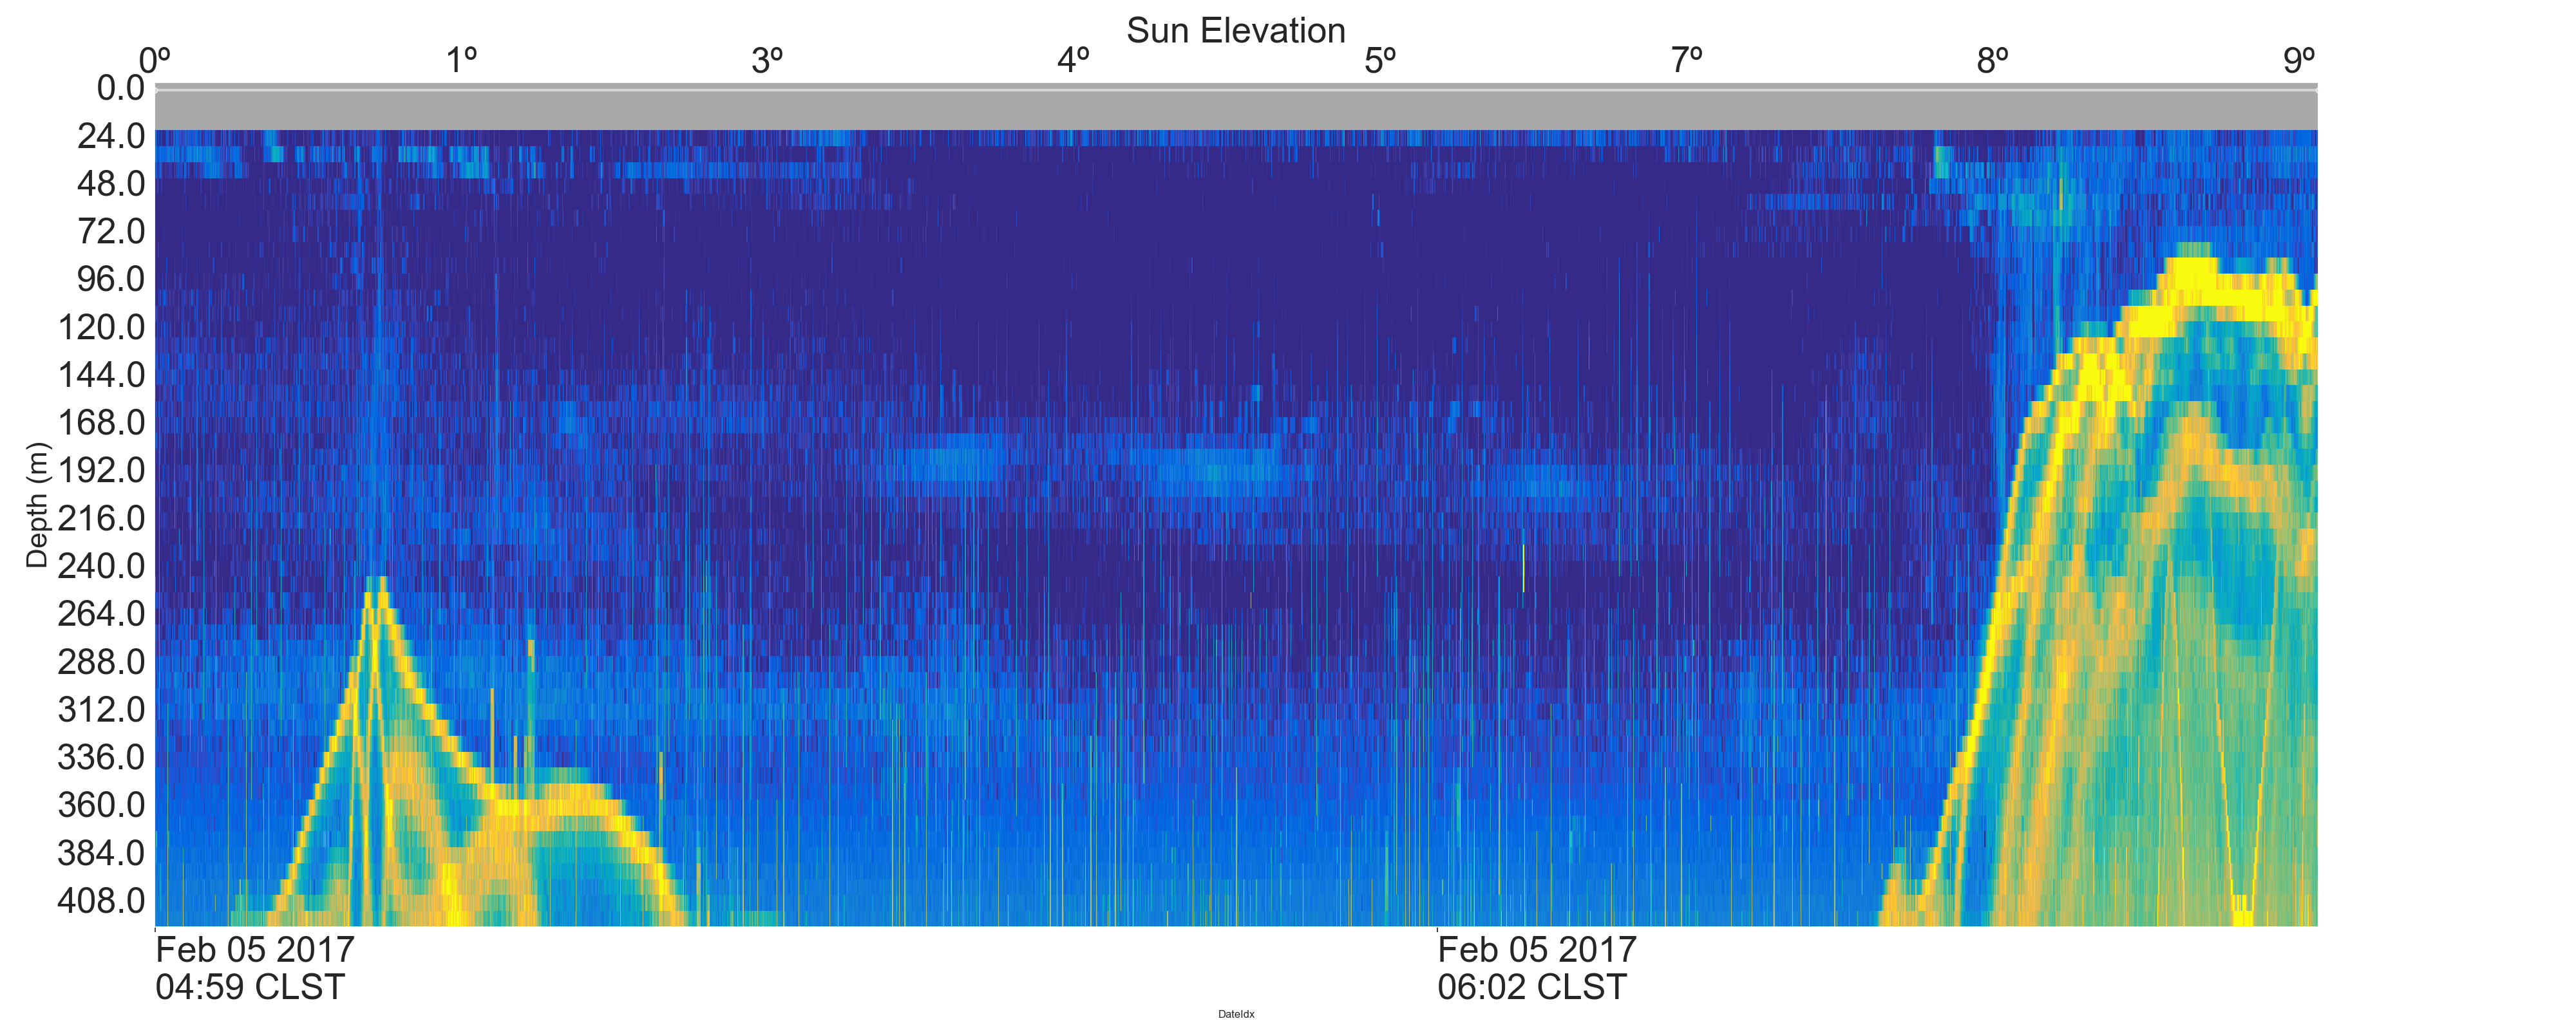 Sun Elevation
0º 1º 3º 4º 5º 7º 8º 9º
0.0
24.0
48.0
72.0
96.0
120.0
144.0
168.0
192.0
216.0
240.0
264.0
288.0
312.0
336.0
360.0
384.0
408.0
Depth (m)
Feb 05 2017
04:59 CLST
Feb 05 2017
06:02 CLST
DateIdx